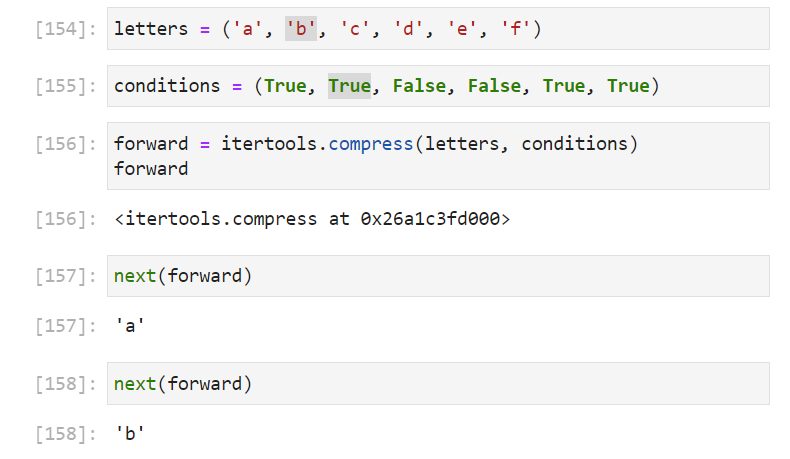 [154]: letters = ('a', 'b', 'c', 'd', 'e', 'f')
[155]: conditions = (True, True, False, False, True, True)
[156]: forward = itertools.compress(letters, conditions)
forward
[156]: <itertools.compress at 0x26a1c3fd000>
[157]: next(forward)
[157]: 'a'
[158]: next(forward)
[158]: 'b'